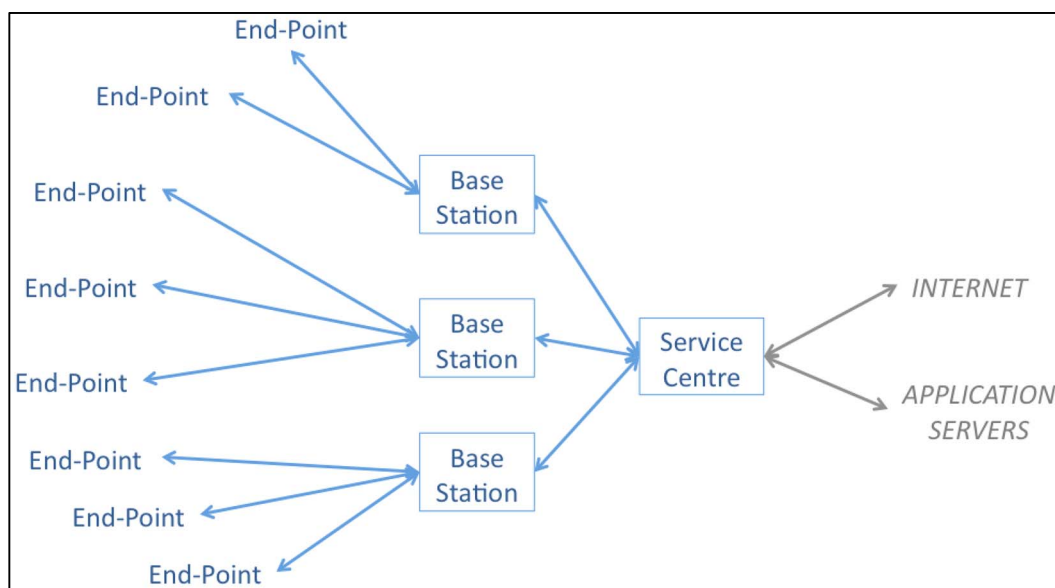 End-Point
End-Point
End-Point
End-Point
End-Point
End-Point
End-Point
End-Point
Base
Station
Base
Station
Base
Station
Service
Centre
INTERNET
APPLICATION
SERVERS